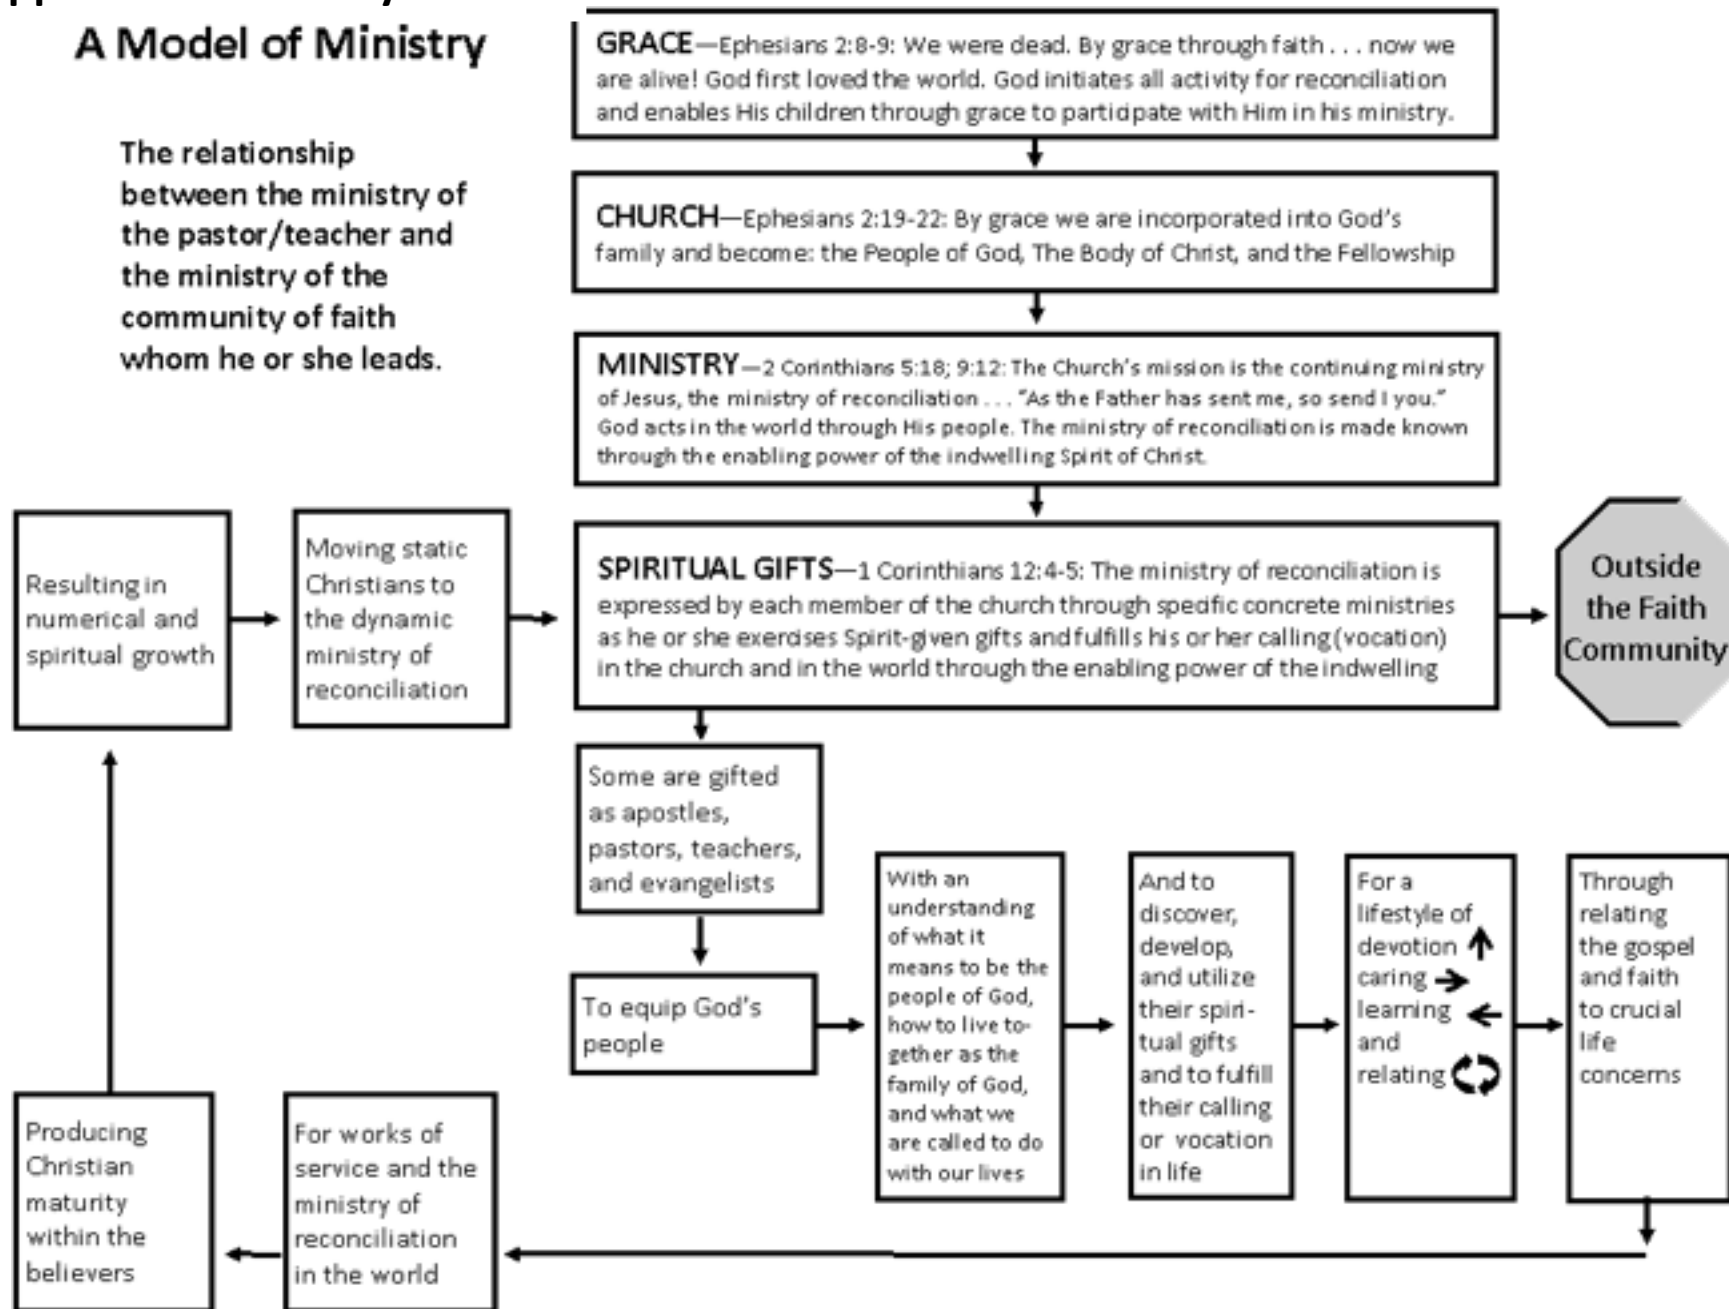 A Model of Ministry
The relationship
between the ministry of
the pastor/teacher and
the ministry of the
community of faith
whom he or she leads.
GRACE—Ephesians 2:8-9: We were dead. By grace through faith . . . now we
are alive! God first loved the world. God initiates all activity for reconciliation
and enables His children through grace to participate with Him in his ministry.
CHURCH—Ephesians 2:19-22: By grace we are incorporated into God's
family and become: the People of God, The Body of Christ, and the Fellowship
MINISTRY—2 Corinthians 5:18; 9:12: The Church's mission is the continuing ministry
of Jesus, the ministry of reconciliation . . . "As the Father has sent me, so send I you."
God acts in the world through His people. The ministry of reconciliation is made known
through the enabling power of the indwelling Spirit of Christ.
SPIRITUAL GIFTS—1 Corinthians 12:4-5: The ministry of reconciliation is
expressed by each member of the church through specific concrete ministries
as he or she exercises Spirit-given gifts and fulfills his or her calling (vocation)
in the church and in the world through the enabling power of the indwelling
Outside
the Faith
Community
Resulting in
numerical and
spiritual growth
Moving static
Christians to
the dynamic
ministry of
reconciliation
Some are gifted
as apostles,
pastors, teachers,
and evangelists
To equip God's
people
With an
understanding
of what it
means to be the
people of God,
how to live to-
gether as the
family of God,
and what we
are called to do
with our lives
And to
discover,
develop,
and utilize
their spiri-
tual gifts
and to fulfill
their calling
or vocation
in life
For a
lifestyle of
devotion
caring
learning
and
relating
Through
relating
the gospel
and faith
to crucial
life
concerns
For works of
service and the
ministry of
reconciliation
in the world
Producing
Christian
maturity
within the
believers